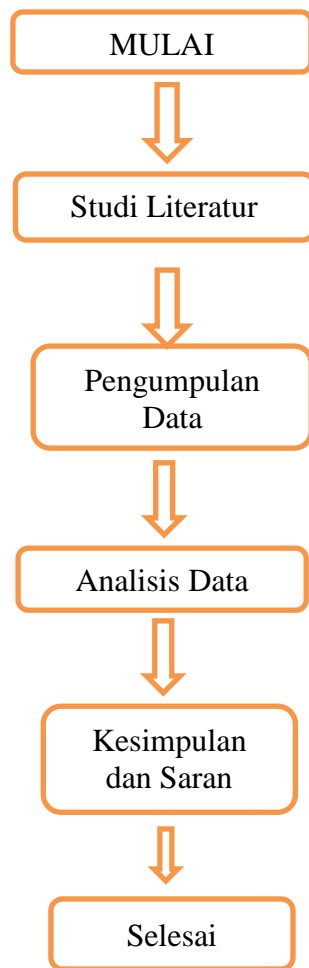 MULAI
Studi Literatur
Pengumpulan
Data
Analisis Data
Kesimpulan
dan Saran
Selesai